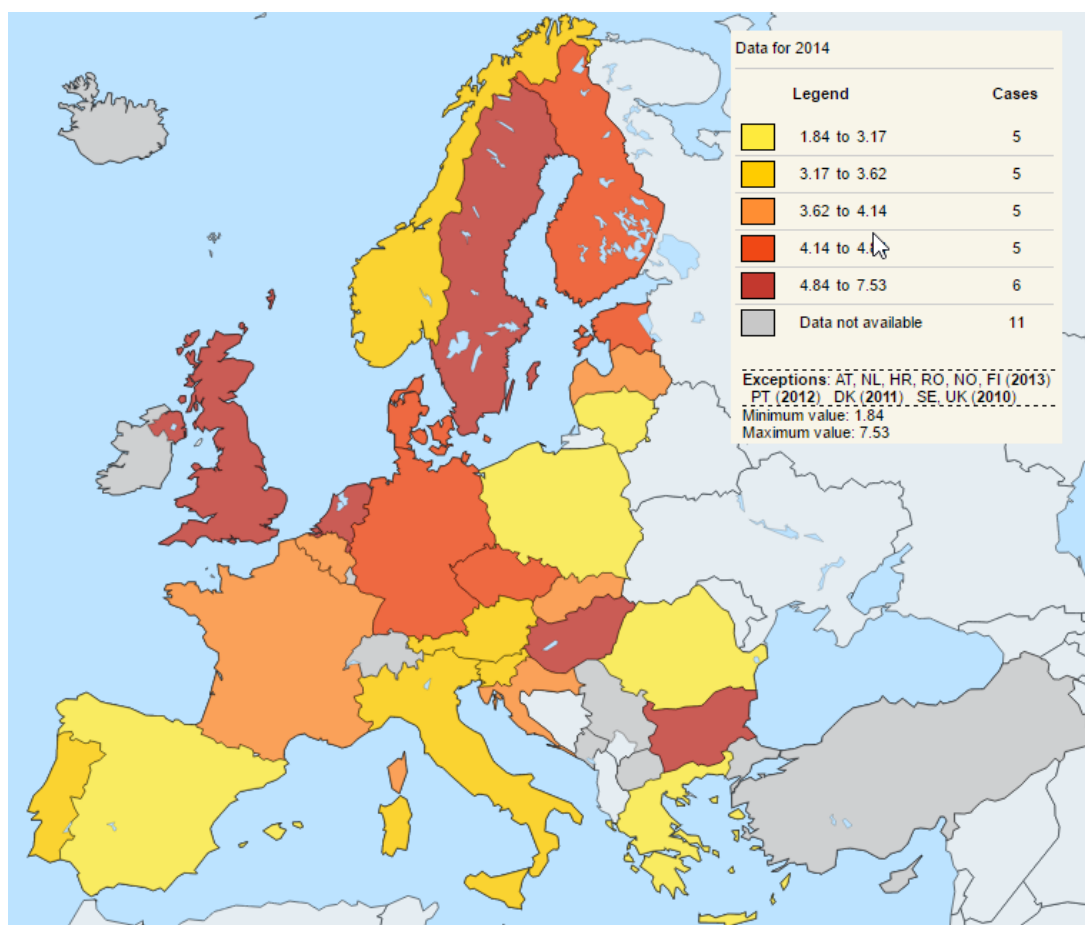 Data for 2014
Legend Cases
1.84 to 3.17 5
3.17 to 3.62 5
3.62 to 4.14 5
4.14 to 4. 5
4.84 to 7.53 6
Data not available 11
Exceptions: AT, NL, HR, RO, NO, FI (2013)
PT (2012) DK (2011) SE, UK (2010)
Minimum value: 1.84
Maximum value: 7.53